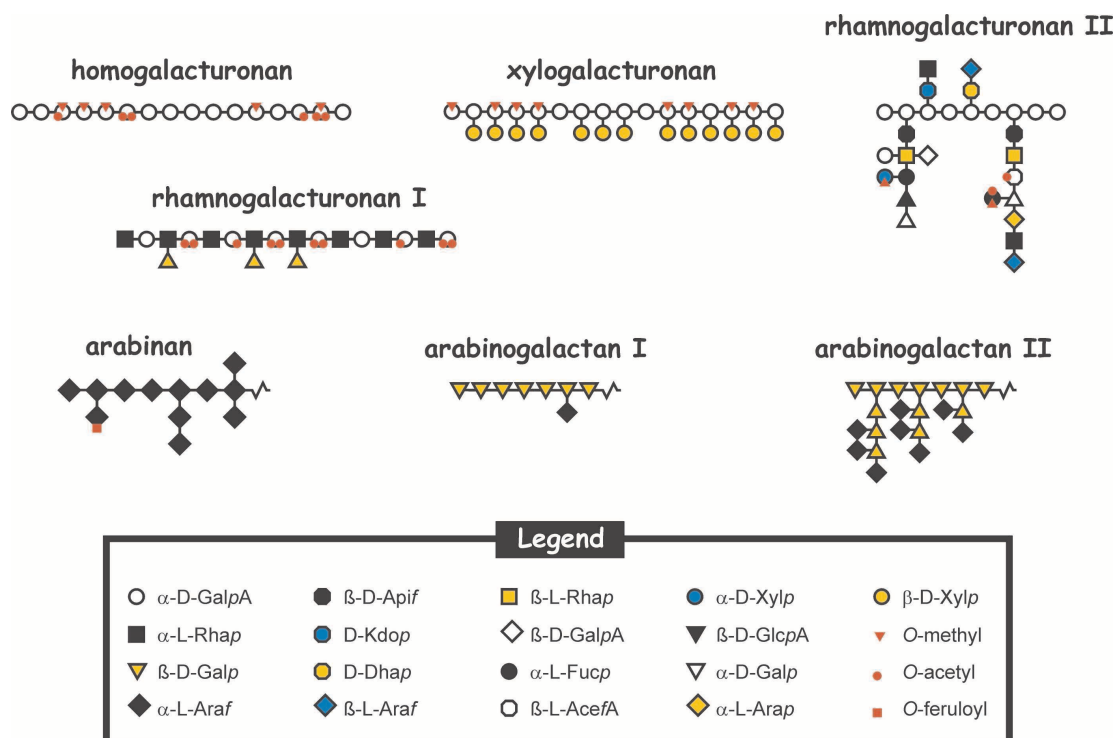 rhamnogalacturonan II
homogalacturonan
xylogalacturonan
rhamnogalacturonan I
arabinan
arabinogalactan I
arabinogalactan II
Legend
α-D-GalpA
ß-D-Apif
ß-L-Rhap
α-D-Xylp
β-D-Xylp
α-L-Rhap
D-Kdop
ß-D-GalpA
ß-D-GlcpA
O-methyl
ß-D-Galp
D-Dhap
α-L-Fucp
α-D-Galp
O-acetyl
α-L-Araf
ß-L-Araf
ß-L-AcefA
α-L-Arap
O-feruloyl